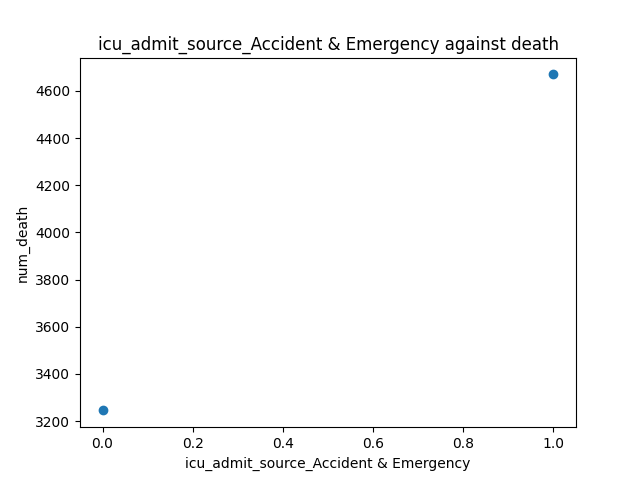 icu_admit_source_Accident & Emergency against death
4600
4400
4200
4000
3800
3600
3400
3200
num_death
0.0 0.2 0.4 0.6 0.8 1.0
icu_admit_source_Accident & Emergency